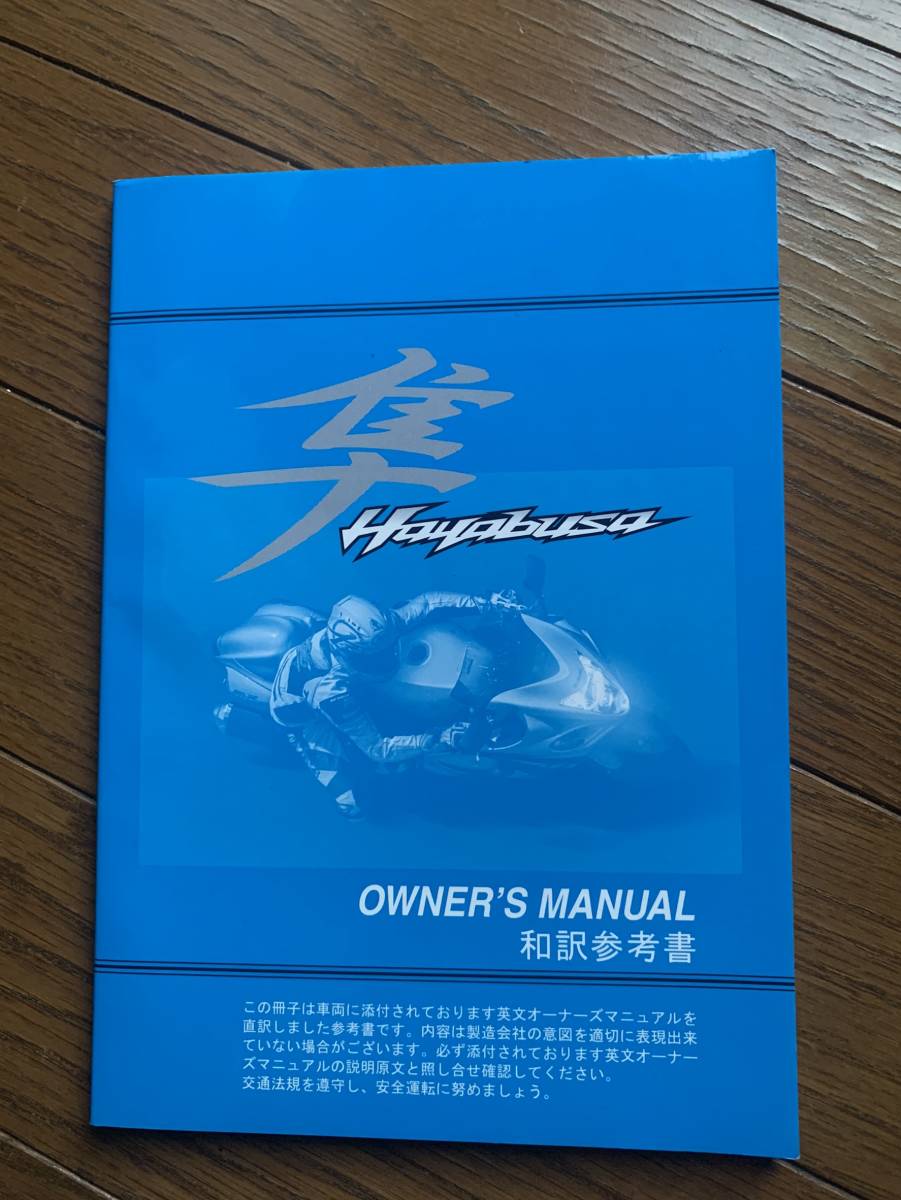 隼
Hayabusa
OWNER'S MANUAL
和訳参考書
この冊子は車両に添付されております英文オーナーズマニュアルを
直訳しました参考書です。内容は製造会社の意図を適切に表現出来
ていない場合がございます。必ず添付されております英文オーナー
ズマニュアルの説明原文と照し合せ確認してください。
交通法規を遵守し、安全運転に努めましょう。